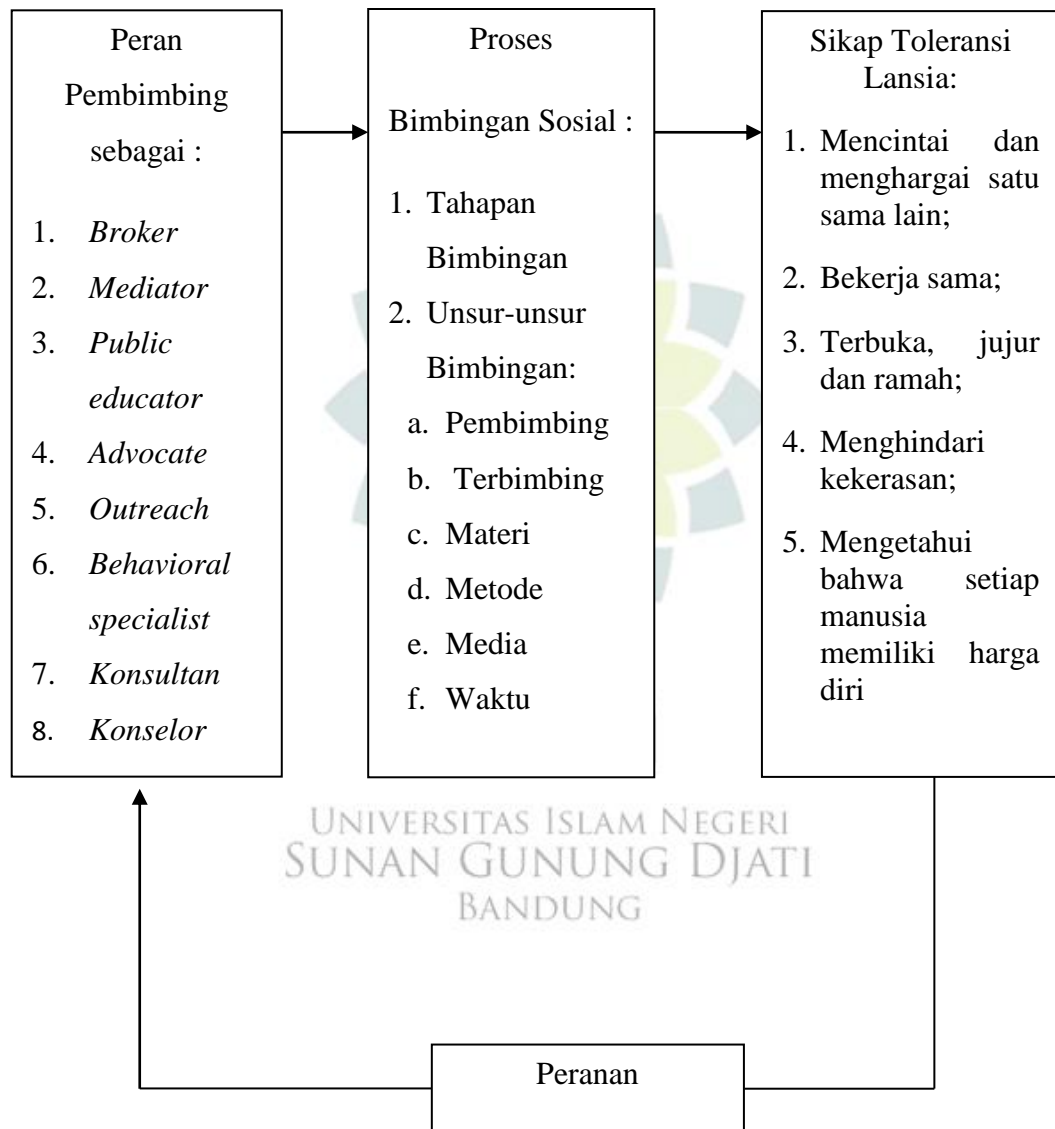 Peran
Pembimbing
sebagai :
1. Broker
2. Mediator
3. Public
educator
4. Advocate
5. Outreach
6. Behavioral
specialist
7. Konsultan
8. Konselor
Proses
Bimbingan Sosial :
1. Tahapan
Bimbingan
2. Unsur-unsur
Bimbingan:
a. Pembimbing
b. Terbimbing
c. Materi
d. Metode
e. Media
f. Waktu
Sikap Toleransi
Lansia:
1. Mencintai dan
menghargai satu
sama lain;
2. Bekerja sama;
3. Terbuka, jujur
dan ramah;
4. Menghindari
kekerasan;
5. Mengetahui
bahwa setiap
manusia
memiliki harga
diri
UNIVERSITAS ISLAM NEGERI
SUNAN GUNUNG DJATI
BANDUNG
Peranan